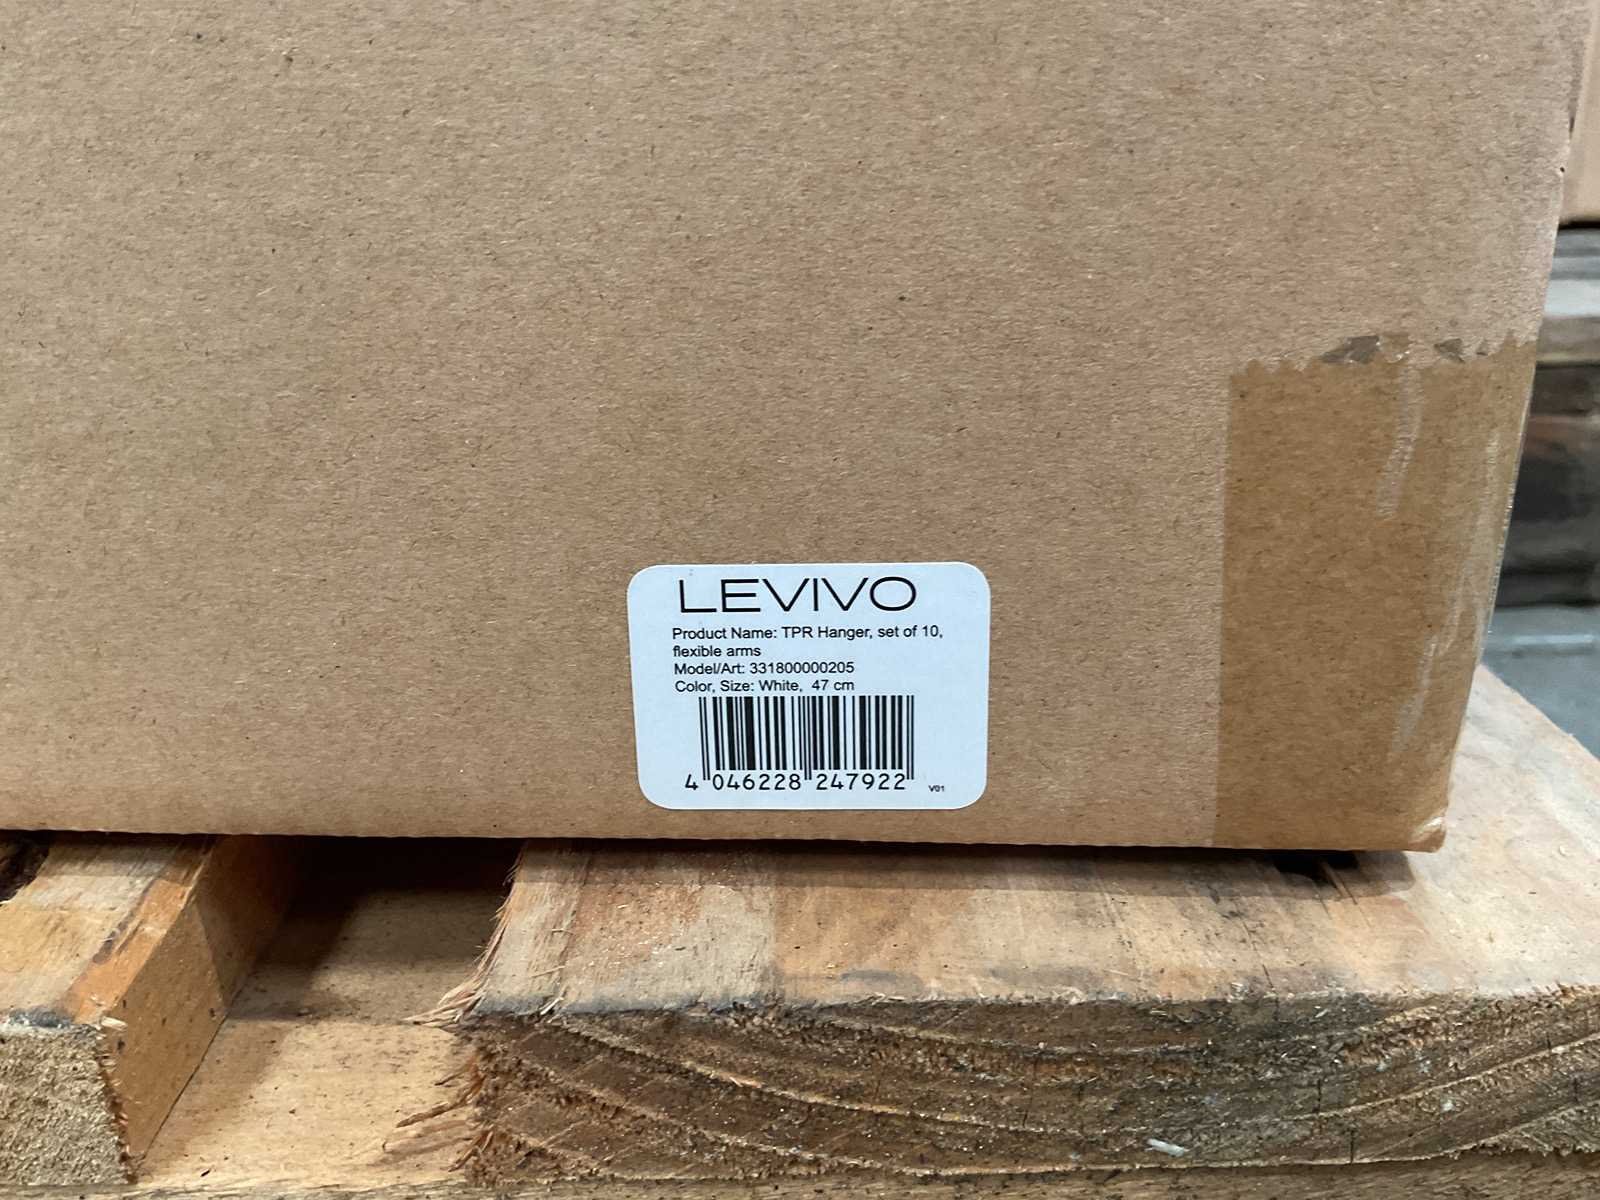 LEVIVO
Product Name: TPR Hanger, set of 10,
flexible arms
Model/Art: 331800000205
Color, Size: White, 47 cm
4 046228 247922
V01